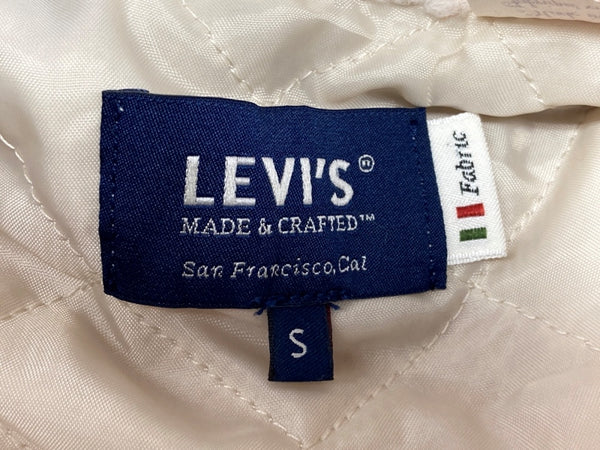 LEVI'S®
MADE & CRAFTED™
San Francisco, Cal
S
Fabric